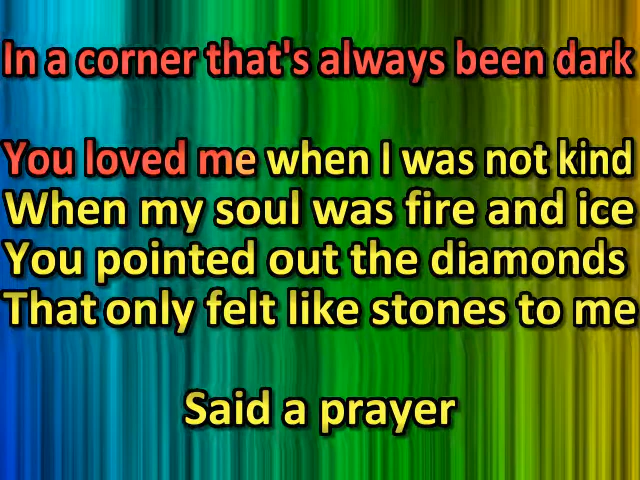 In a corner that's always been dark
You loved me when I was not kind
When my soul was fire and ice
You pointed out the diamonds
That only felt like stones to me
Said a prayer